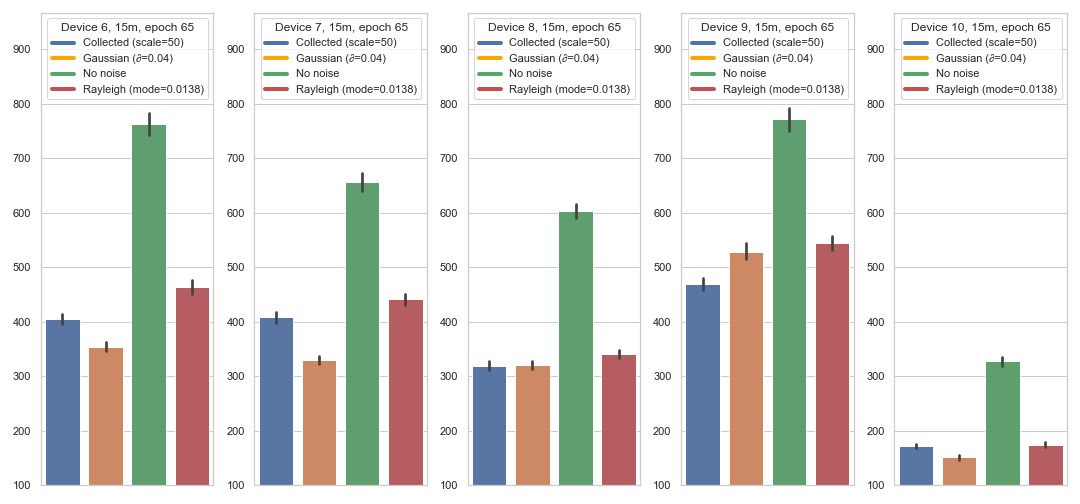 Device 6, 15m, epoch 65
Collected (scale=50)
Gaussian (∂=0.04)
No noise
Rayleigh (mode=0.0138)
900
800
700
600
500
400
300
200
100
Device 7, 15m, epoch 65
Collected (scale=50)
Gaussian (∂=0.04)
No noise
Rayleigh (mode=0.0138)
900
800
700
600
500
400
300
200
100
Device 8, 15m, epoch 65
Collected (scale=50)
Gaussian (∂=0.04)
No noise
Rayleigh (mode=0.0138)
900
800
700
600
500
400
300
200
100
Device 9, 15m, epoch 65
Collected (scale=50)
Gaussian (∂=0.04)
No noise
Rayleigh (mode=0.0138)
900
800
700
600
500
400
300
200
100
Device 10, 15m, epoch 65
Collected (scale=50)
Gaussian (∂=0.04)
No noise
Rayleigh (mode=0.0138)
900
800
700
600
500
400
300
200
100